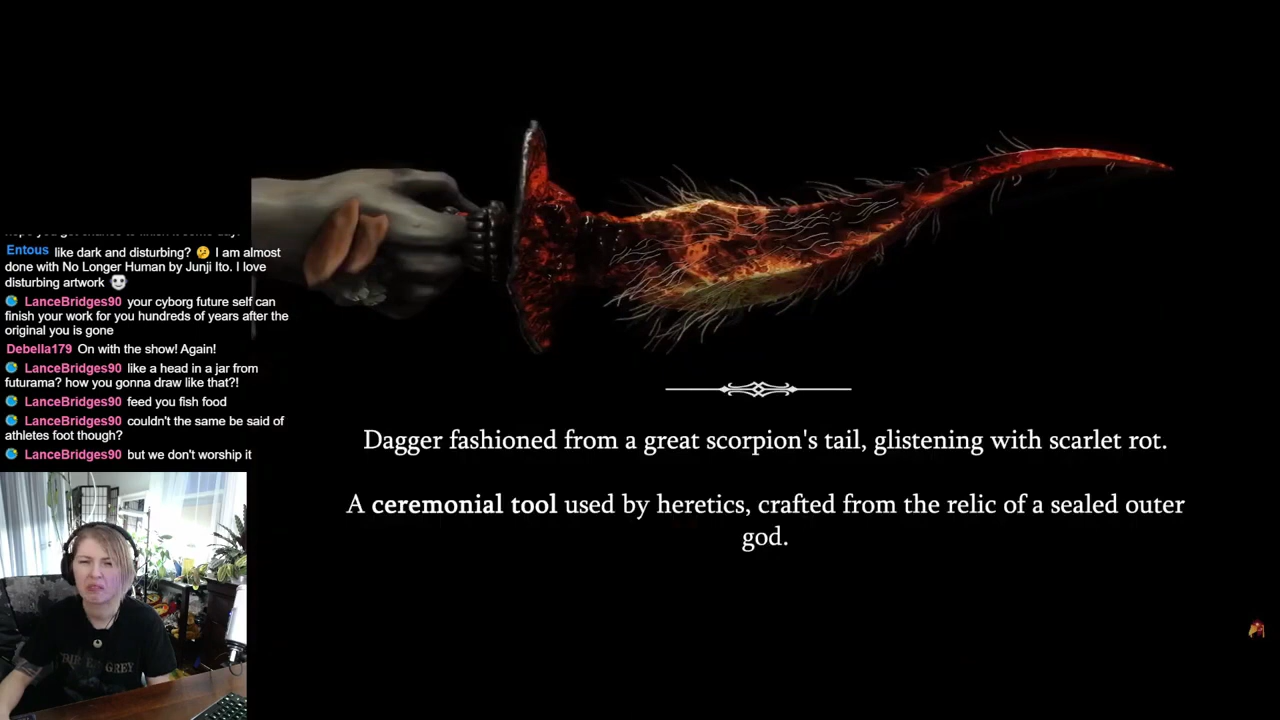 Entous like dark and disturbing? 🤔 I am almost
done with No Longer Human by Junji Ito. I love
disturbing artwork 💀
LanceBridges90 your cyborg future self can
finish your work for you hundreds of years after the
original you is gone
Debella179 On with the show! Again!
LanceBridges90 like a head in a jar from
futurama? how you gonna draw like that?!
LanceBridges90 feed you fish food
LanceBridges90 couldn't the same be said of
athletes foot though?
LanceBridges90 but we don't worship it
Dagger fashioned from a great scorpion's tail, glistening with scarlet rot.
A ceremonial tool used by heretics, crafted from the relic of a sealed outer
god.
DIR EN GREY